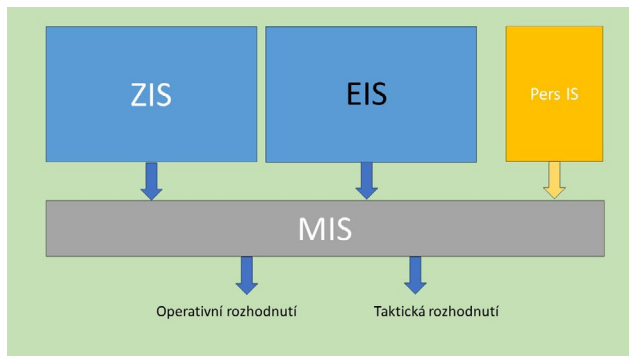 ZIS
EIS
Pers IS
MIS
Operativní rozhodnutí
Taktická rozhodnutí